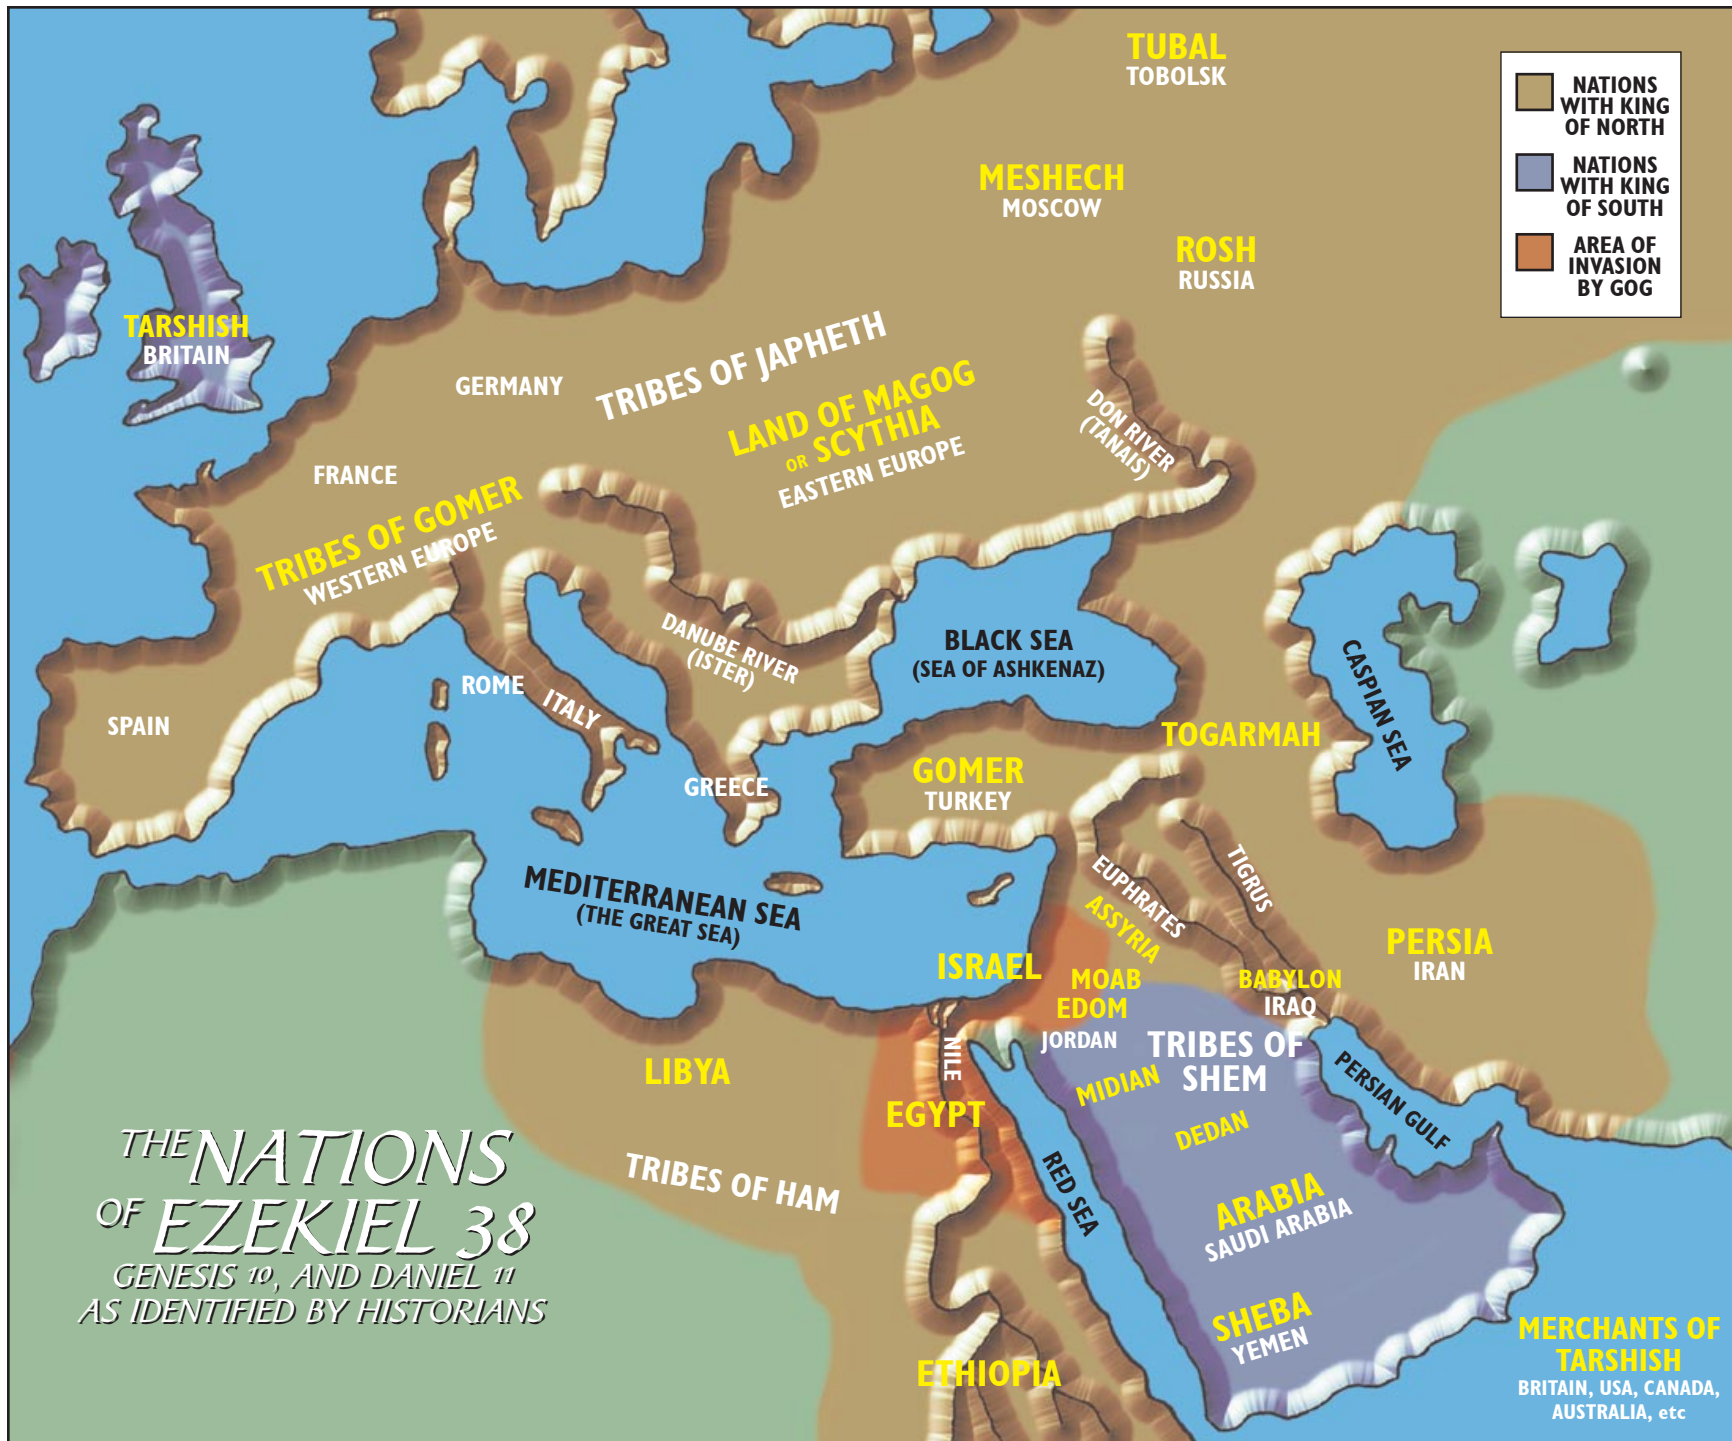 TUBAL
TOBOLSK
NATIONS
WITH KING
OF NORTH
NATIONS
WITH KING
OF SOUTH
AREA OF
INVASION
BY GOG
MESHECH
MOSCOW
ROSH
RUSSIA
TARSHISH
BRITAIN
GERMANY
TRIBES OF JAPHETH
LAND OF MAGOG
OR SCYTHIA
EASTERN EUROPE
DON RIVER
(TANAIS)
FRANCE
TRIBES OF GOMER
WESTERN EUROPE
DANUBE RIVER
(ISTER)
BLACK SEA
(SEA OF ASHKENAZ)
CASPIAN SEA
SPAIN
ROME
ITALY
GREECE
TOGARMAH
GOMER
TURKEY
MEDITERRANEAN SEA
(THE GREAT SEA)
EUPHRATES
TIGRUS
ASSYRIA
PERSIA
IRAN
ISRAEL
MOAB
EDOM
BABYLON
IRAQ
JORDAN
TRIBES OF
SHEM
NILE
LIBYA
EGYPT
MIDIAN
DEDAN
PERSIAN GULF
RED SEA
TRIBES OF HAM
ARABIA
SAUDI ARABIA
SHEBA
YEMEN
ETHIOPIA
THE NATIONS
OF EZEKIEL 38
GENESIS 10, AND DANIEL 11
AS IDENTIFIED BY HISTORIANS
MERCHANTS OF
TARSHISH
BRITAIN, USA, CANADA,
AUSTRALIA, etc